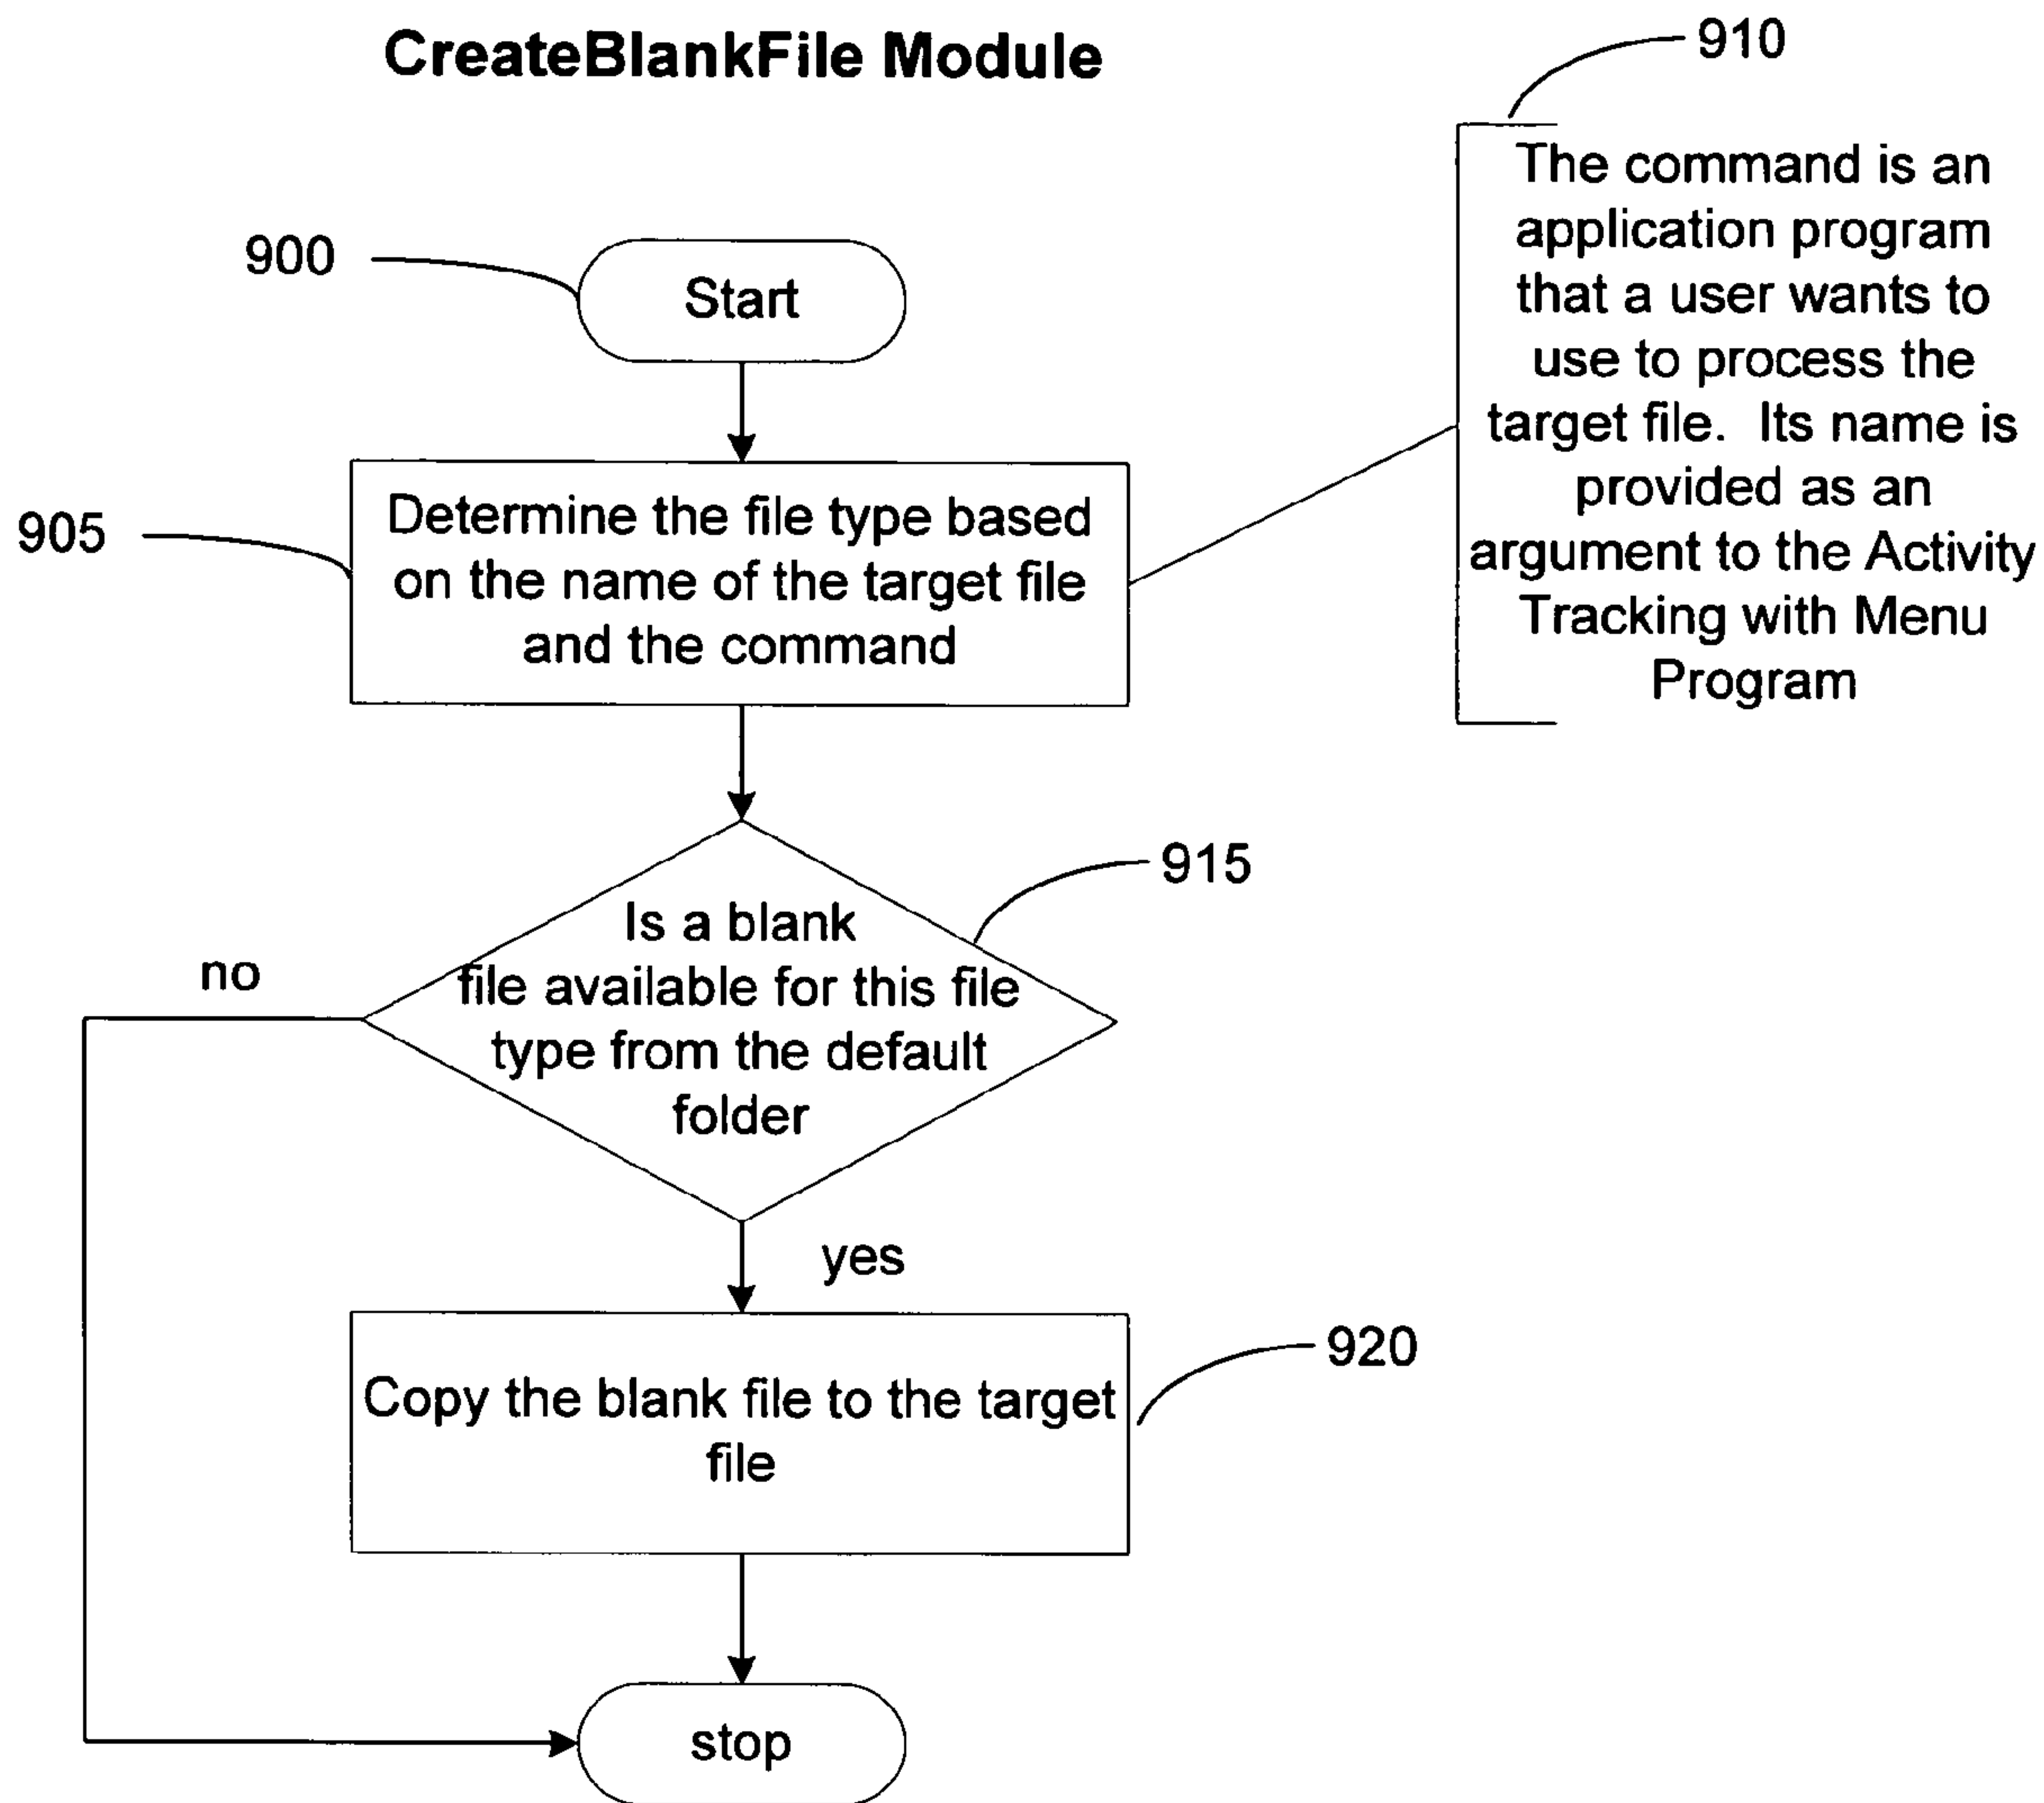 CreateBlankFile Module
910
The command is an
application program
that a user wants to
use to process the
target file. Its name is
provided as an
argument to the Activity
Tracking with Menu
Program
900
Start
905
Determine the file type based
on the name of the target file
and the command
915
Is a blank
file available for this file
type from the default
folder
no
yes
920
Copy the blank file to the target
file
stop